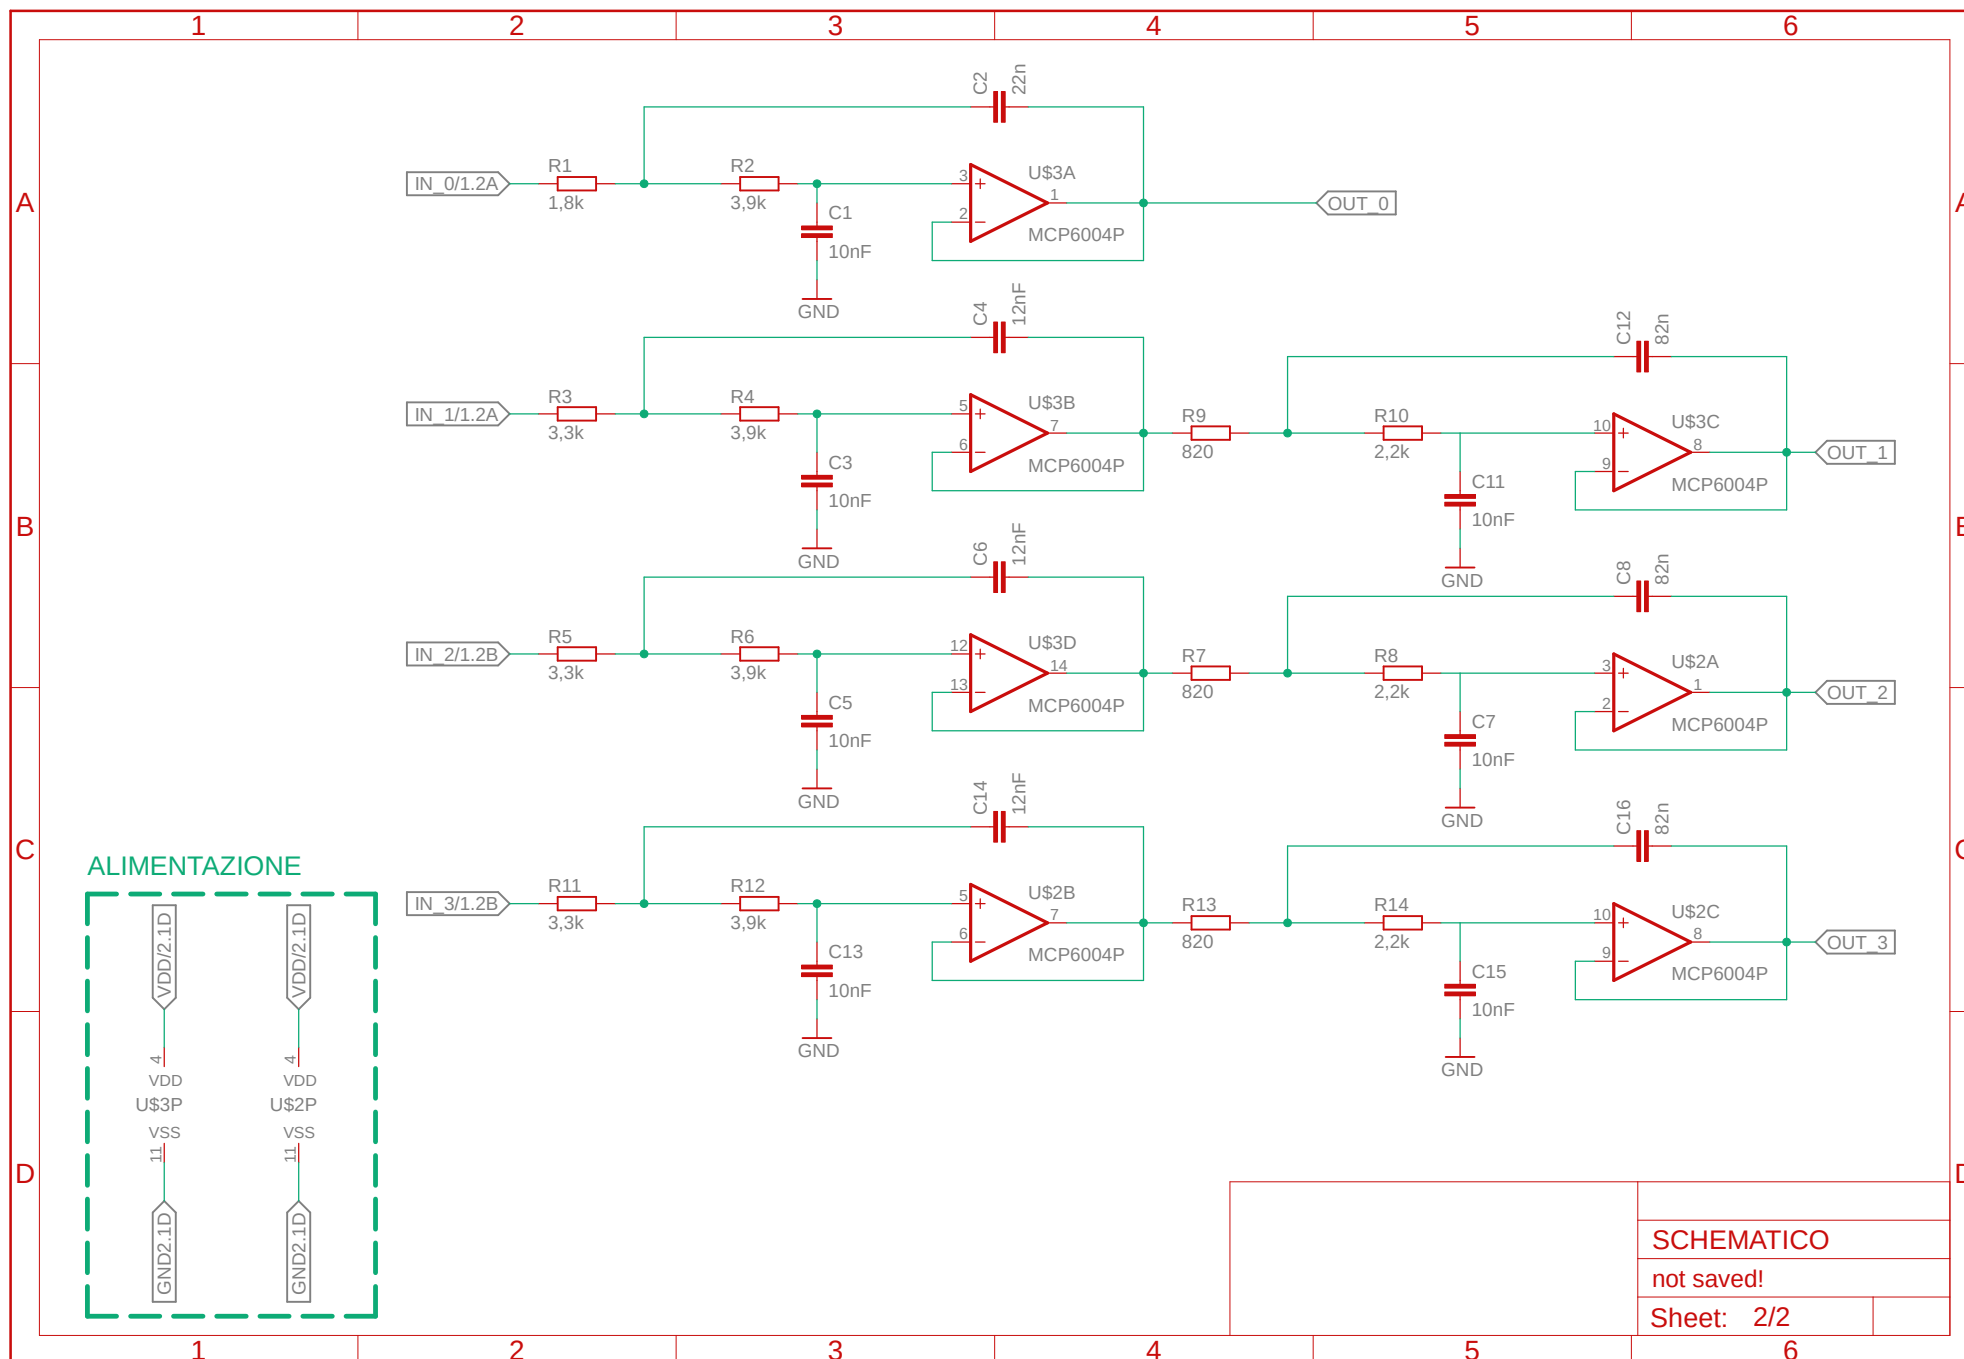 1 2 3 4 5 6
A
B
C
D
C2 22n
IN_0/1.2A
R1
1,8k
R2
3,9k
C1
10nF
GND
3
2
1
U$3A
MCP6004P
OUT_0
C4 12nF
IN_1/1.2A
R3
3,3k
R4
3,9k
C3
10nF
GND
5
6
7
U$3B
MCP6004P
R9
820
C12 82n
R10
2,2k
C11
10nF
GND
10
9
8
U$3C
MCP6004P
OUT_1
C6 12nF
IN_2/1.2B
R5
3,3k
R6
3,9k
C5
10nF
GND
12
13
14
U$3D
MCP6004P
R7
820
C8 82n
R8
2,2k
C7
10nF
GND
3
2
1
U$2A
MCP6004P
OUT_2
C14 12nF
IN_3/1.2B
R11
3,3k
R12
3,9k
C13
10nF
GND
5
6
7
U$2B
MCP6004P
R13
820
C16 82n
R14
2,2k
C15
10nF
GND
10
9
8
U$2C
MCP6004P
OUT_3
ALIMENTAZIONE
VDD/2.1D
4
VDD
U$3P
VSS
11
GND2.1D
VDD/2.1D
4
VDD
U$2P
VSS
11
GND2.1D
SCHEMATICO
not saved!
Sheet: 2/2
1 2 3 4 5 6